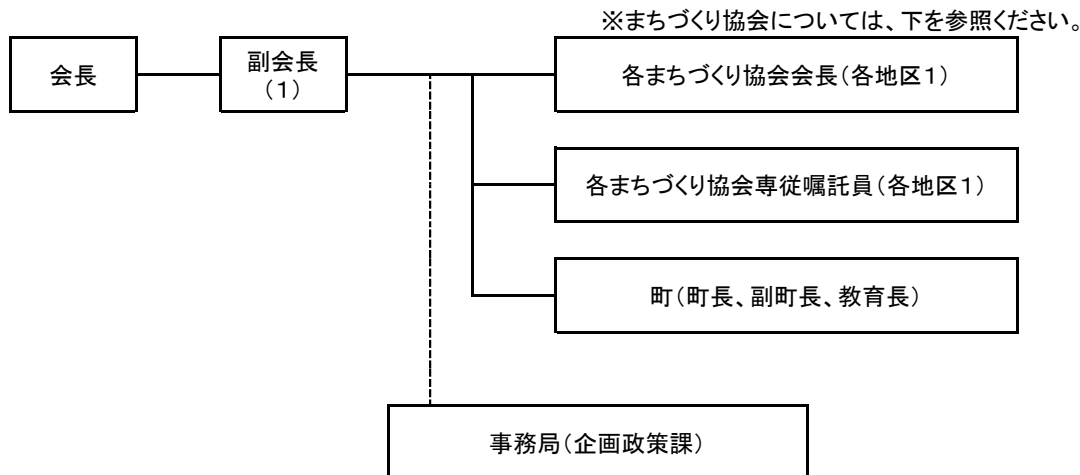 ※まちづくり協会については、下を参照ください。
会長
副会長
(1)
各まちづくり協会会長(各地区1)
各まちづくり協会専従嘱託員(各地区1)
町(町長、副町長、教育長)
事務局(企画政策課)